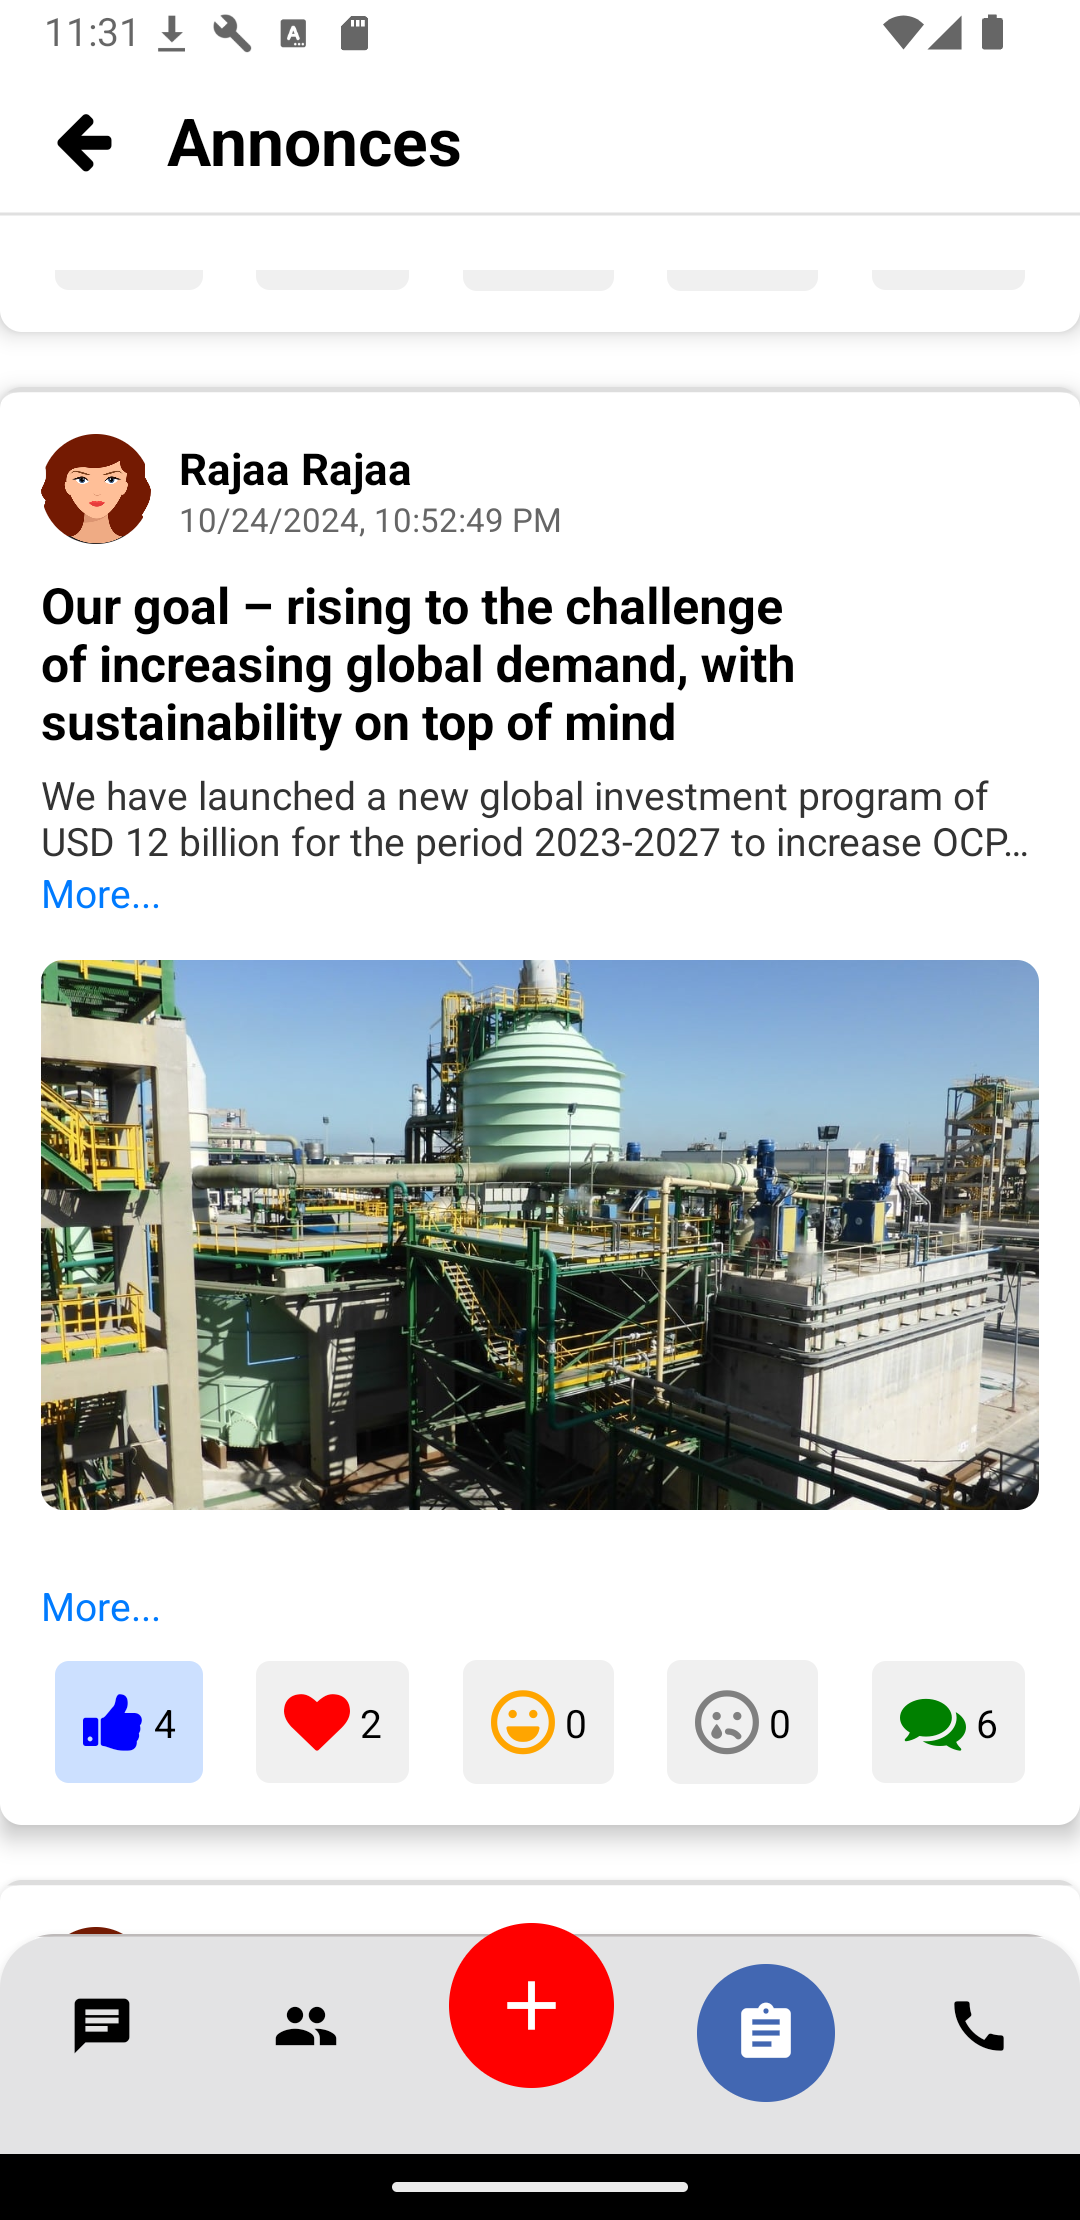 11:31
Annonces
Rajaa Rajaa
10/24/2024, 10:52:49 PM
Our goal – rising to the challenge
of increasing global demand, with
sustainability on top of mind
We have launched a new global investment program of
USD 12 billion for the period 2023-2027 to increase OCP...
More...
More...
4 2 0 0 6